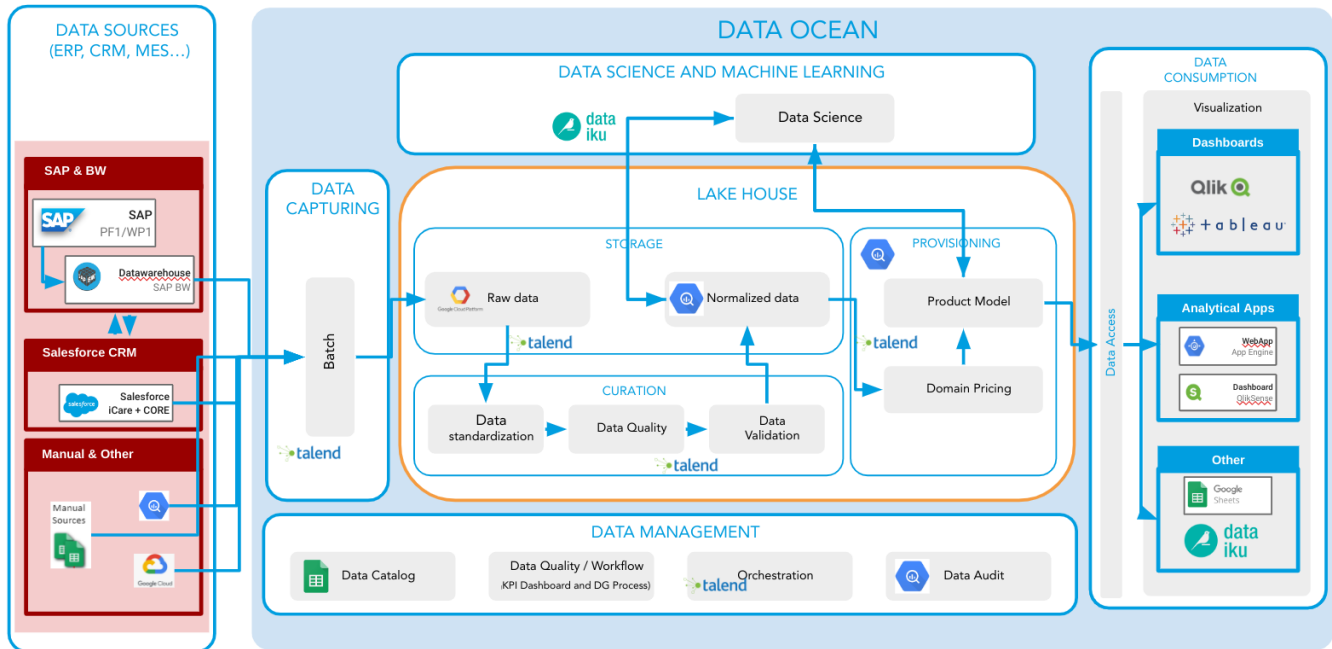 DATA SOURCES
(ERP, CRM, MES...)
SAP & BW
SAP
SAP
PF1/WP1
Datawarehouse
SAP BW
Salesforce CRM
salesforce
Salesforce
iCare + CORE
Manual & Other
Manual
Sources
Google Cloud
DATA OCEAN
DATA
CAPTURING
Batch
talend
DATA SCIENCE AND MACHINE LEARNING
data
iku
Data Science
LAKE HOUSE
STORAGE
Raw data
Google Cloud Platform
talend
Normalized data
CURATION
Data
standardization
Data Quality
Data
Validation
talend
PROVISIONING
Product Model
talend
Domain Pricing
DATA MANAGEMENT
Data Catalog
Data Quality / Workflow
(KPI Dashboard and DG Process)
talend
Orchestration
Data Audit
DATA
CONSUMPTION
Data Access
Visualization
Dashboards
Qlik
+ableau
Analytical Apps
WebApp
App Engine
Dashboard
QlikSense
Other
Google
Sheets
data
iku